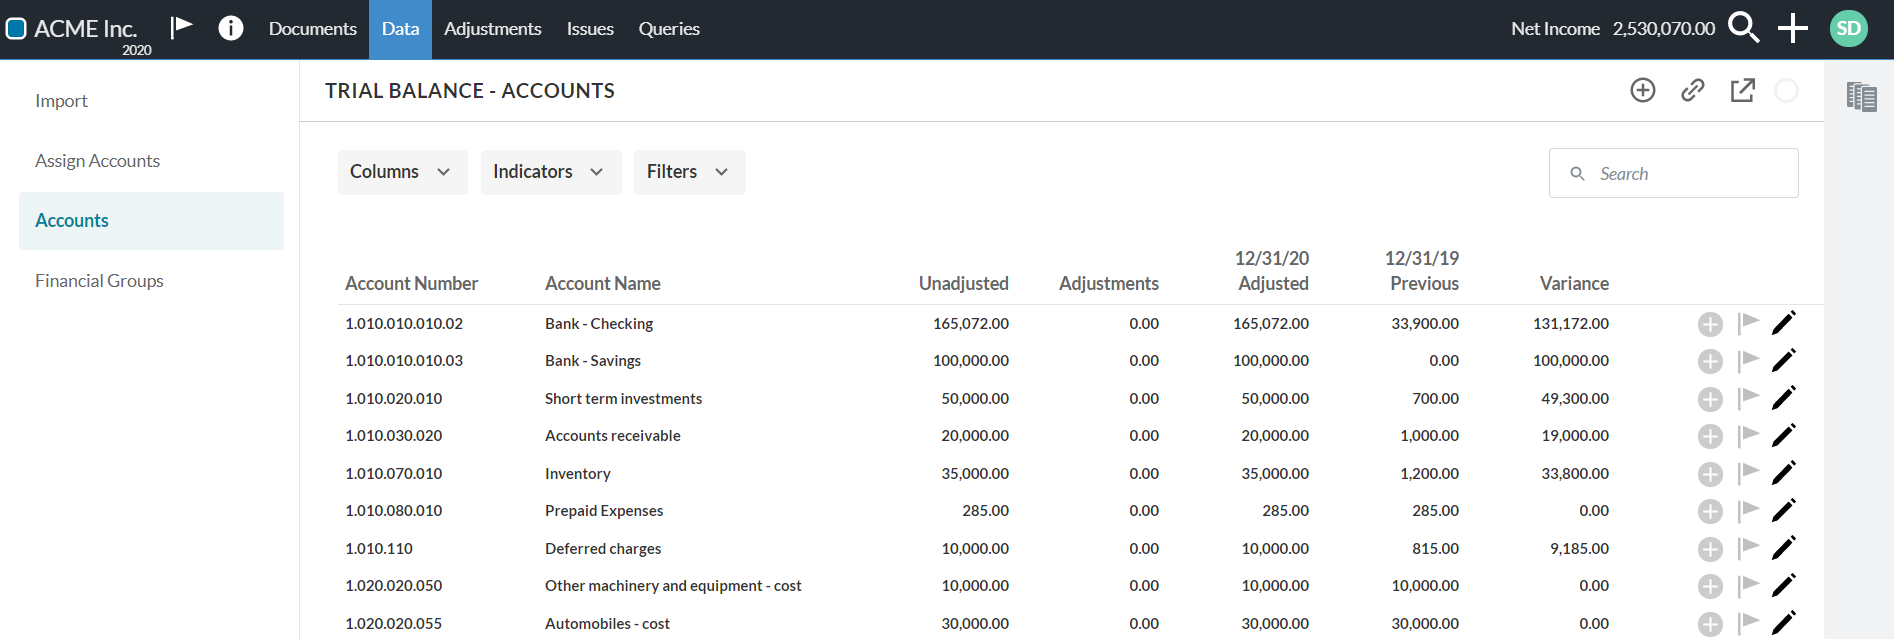 ACME Inc. Documents Data Adjustments Issues Queries Net Income 2,530,070.00 SD
2020
Import
Assign Accounts
Accounts
Financial Groups
TRIAL BALANCE - ACCOUNTS
Columns Indicators Filters Search
12/31/20 12/31/19
Account Number Account Name Unadjusted Adjustments Adjusted Previous Variance
1.010.010.010.02 Bank - Checking 165,072.00 0.00 165,072.00 33,900.00 131,172.00
1.010.010.010.03 Bank - Savings 100,000.00 0.00 100,000.00 0.00 100,000.00
1.010.020.010 Short term investments 50,000.00 0.00 50,000.00 700.00 49,300.00
1.010.030.020 Accounts receivable 20,000.00 0.00 20,000.00 1,000.00 19,000.00
1.010.070.010 Inventory 35,000.00 0.00 35,000.00 1,200.00 33,800.00
1.010.080.010 Prepaid Expenses 285.00 0.00 285.00 285.00 0.00
1.010.110 Deferred charges 10,000.00 0.00 10,000.00 815.00 9,185.00
1.020.020.050 Other machinery and equipment - cost 10,000.00 0.00 10,000.00 10,000.00 0.00
1.020.020.055 Automobiles - cost 30,000.00 0.00 30,000.00 30,000.00 0.00